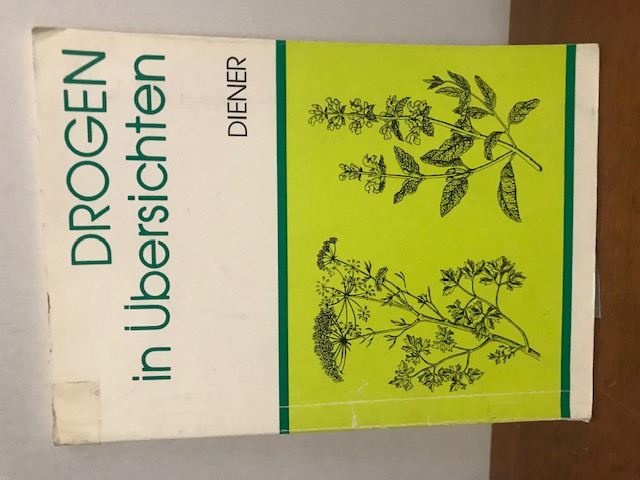 DROGEN
in Übersichten
DIENER